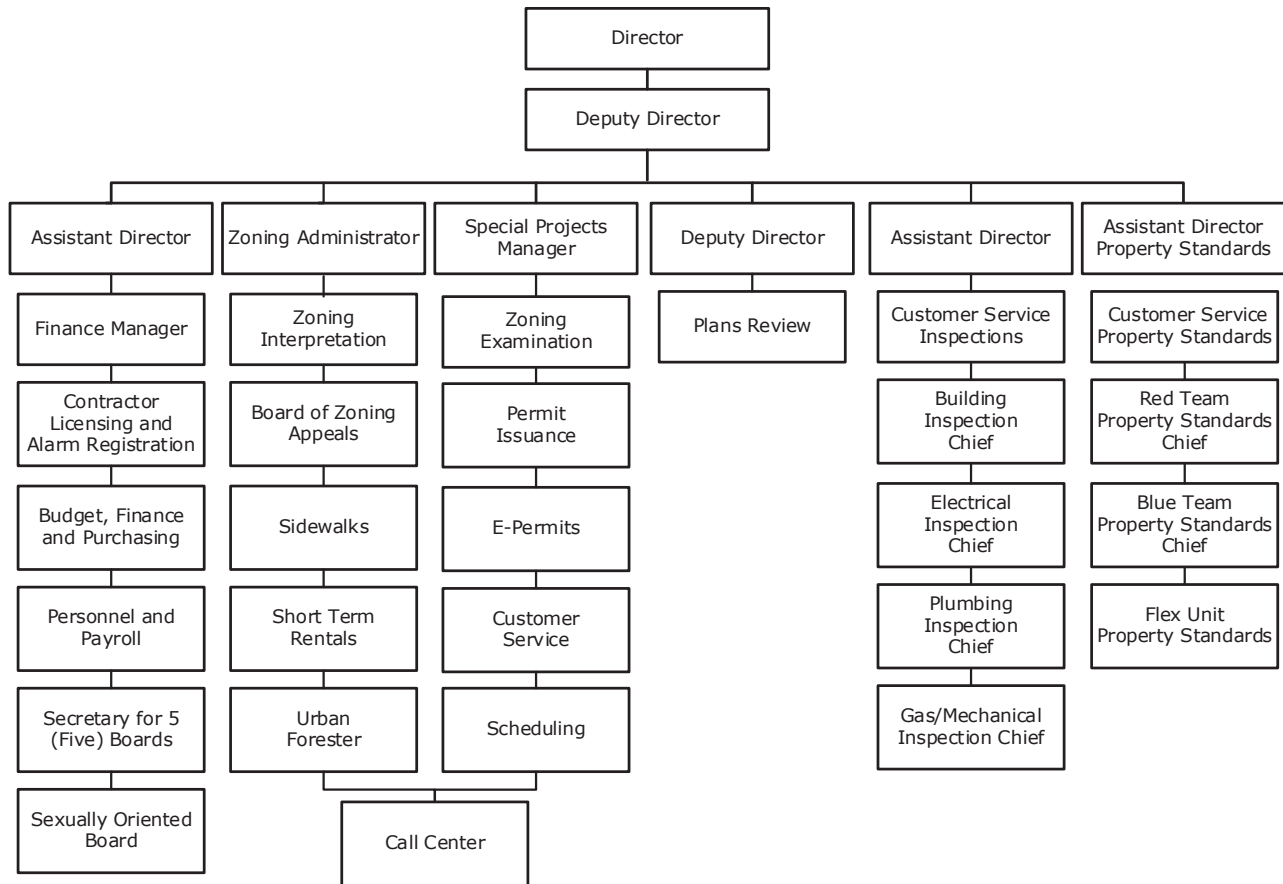 Director
Deputy Director
Assistant Director
Zoning Administrator
Special Projects
Manager
Deputy Director
Assistant Director
Assistant Director
Property Standards
Finance Manager
Zoning
Interpretation
Zoning
Examination
Plans Review
Customer Service
Inspections
Customer Service
Property Standards
Contractor
Licensing and
Alarm Registration
Board of Zoning
Appeals
Permit
Issuance
Building
Inspection
Chief
Red Team
Property Standards
Chief
Budget, Finance
and Purchasing
Sidewalks
E-Permits
Electrical
Inspection
Chief
Blue Team
Property Standards
Chief
Personnel and
Payroll
Short Term
Rentals
Customer
Service
Plumbing
Inspection
Chief
Flex Unit
Property Standards
Secretary for 5
(Five) Boards
Urban
Forester
Scheduling
Gas/Mechanical
Inspection Chief
Sexually Oriented
Board
Call Center